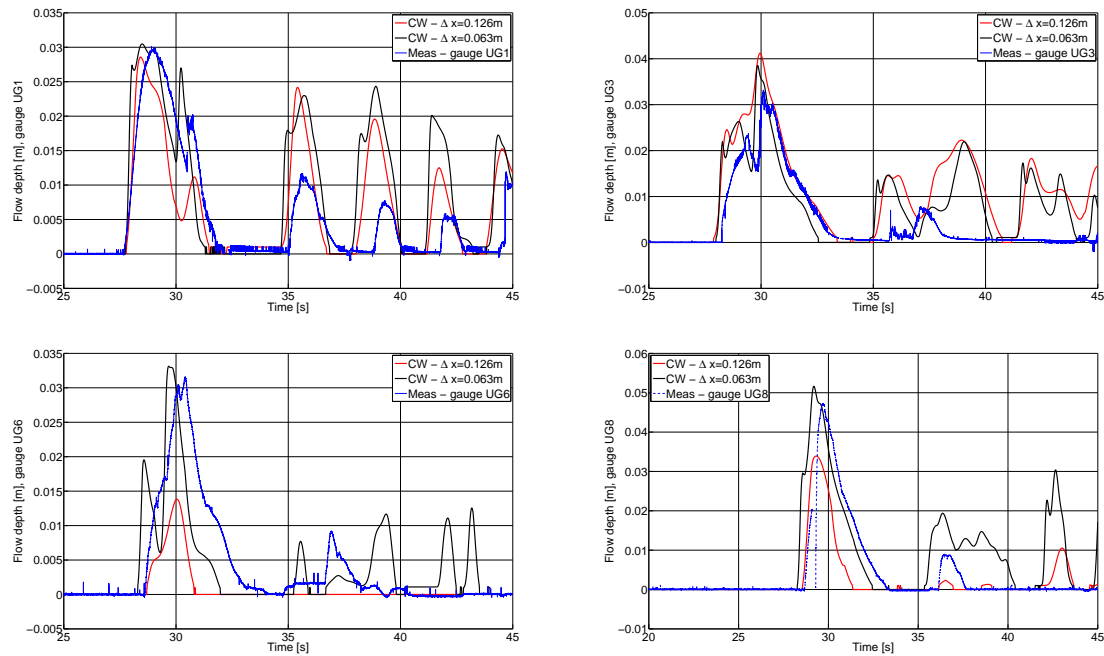 CW − Δ x=0.126m
CW − Δ x=0.063m
Meas − gauge UG1
Flow depth [m], gauge UG1
0.035
0.03
0.025
0.02
0.015
0.01
0.005
0
−0.005
25 30 35 40 45
Time [s]
CW − Δ x=0.126m
CW − Δ x=0.063m
Meas − gauge UG3
Flow depth [m], gauge UG3
0.05
0.04
0.03
0.02
0.01
0
−0.01
25 30 35 40 45
Time [s]
CW − Δ x=0.126m
CW − Δ x=0.063m
Meas − gauge UG6
Flow depth [m], gauge UG6
0.035
0.03
0.025
0.02
0.015
0.01
0.005
0
−0.005
25 30 35 40 45
Time [s]
CW − Δ x=0.126m
CW − Δ x=0.063m
Meas − gauge UG8
Flow depth [m], gauge UG8
0.06
0.05
0.04
0.03
0.02
0.01
0
−0.01
20 25 30 35 40 45
Time [s]